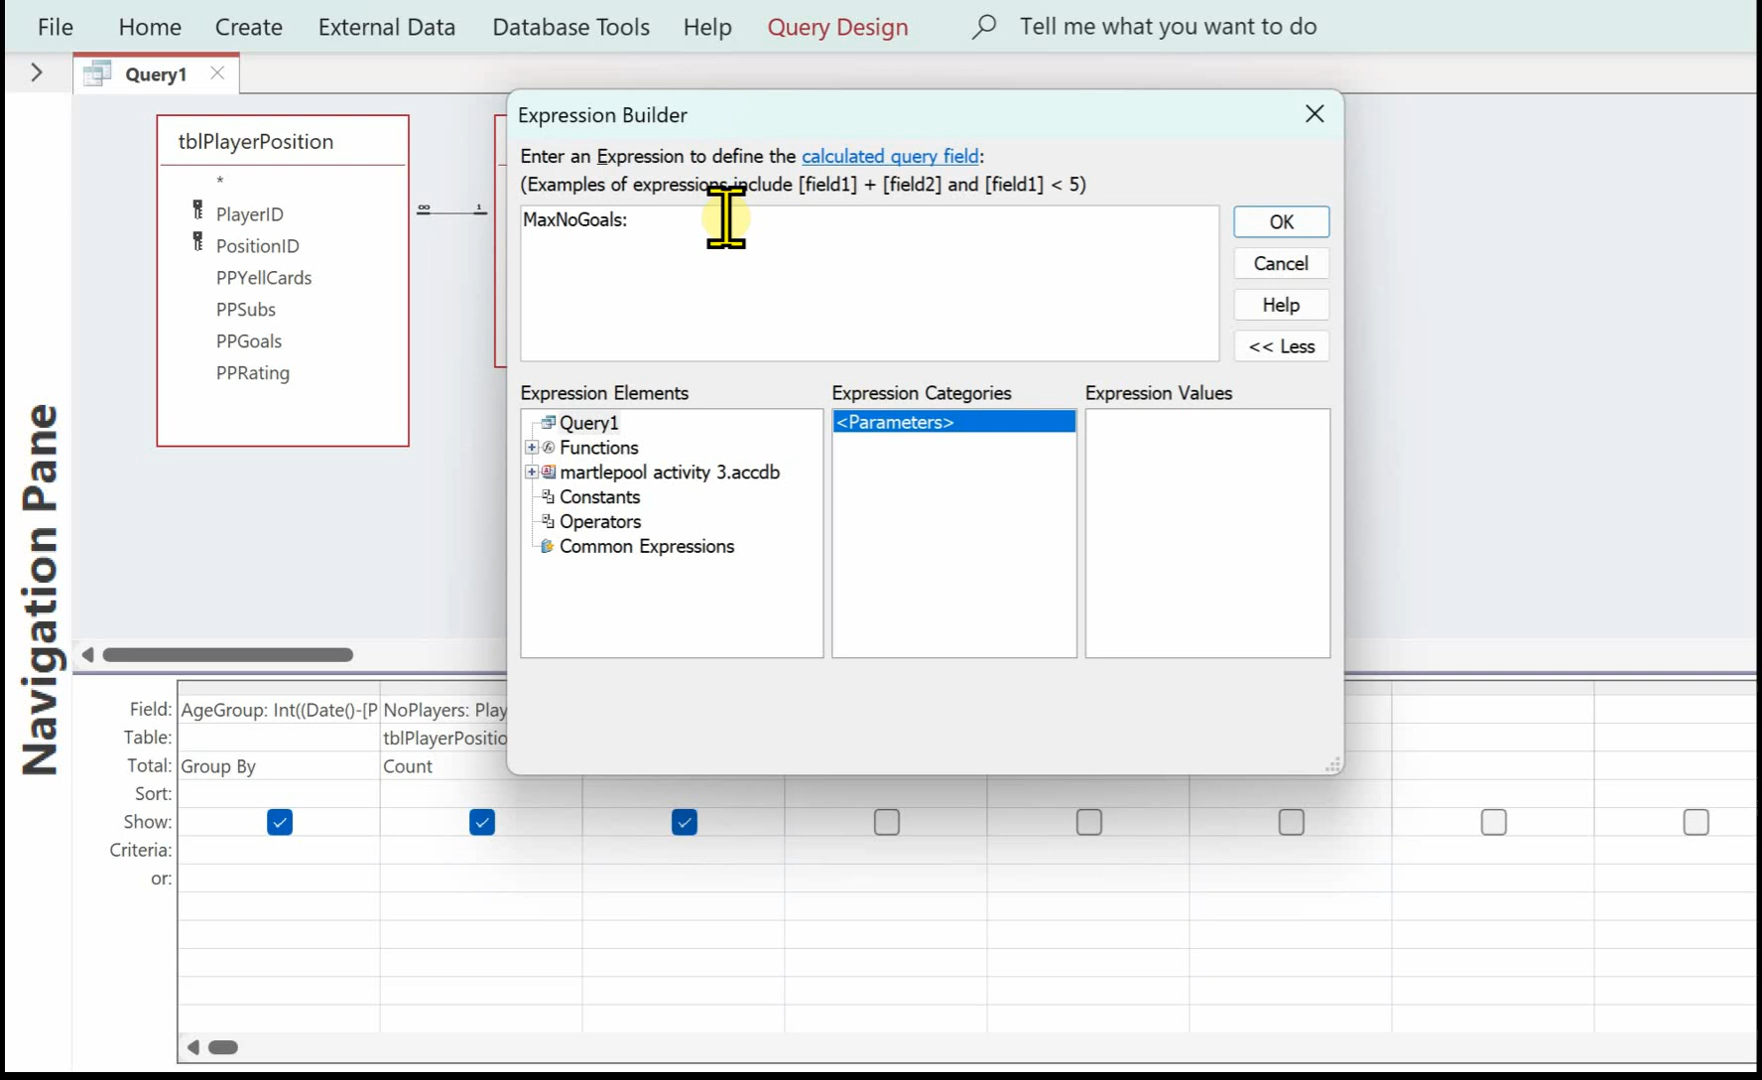 File Home Create External Data Database Tools Help Query Design Tell me what you want to do
Query1
Navigation Pane
tblPlayerPosition
*
PlayerID
PositionID
PPYellCards
PPSubs
PPGoals
PPRating
∞ 1
Expression Builder
Enter an Expression to define the calculated query field:
(Examples of expressions include [field1] + [field2] and [field1] < 5)
MaxNoGoals:
OK
Cancel
Help
<< Less
Expression Elements Expression Categories Expression Values
Query1
Functions
martlepool activity 3.accdb
Constants
Operators
Common Expressions
<Parameters>
Field: AgeGroup: Int((Date()-[P NoPlayers: Play
Table: tblPlayerPositio
Total: Group By Count
Sort:
Show:
Criteria:
or: